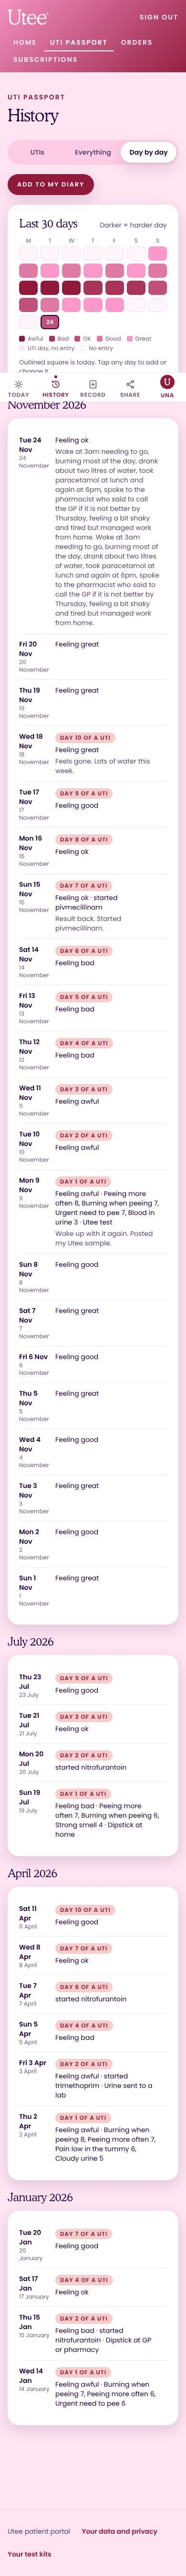 Utee
SIGN OUT
HOME
UTI PASSPORT
ORDERS
SUBSCRIPTIONS
UTI PASSPORT
History
UTIs
Everything
Day by day
ADD TO MY DIARY
Last 30 days
Darker = harder day
M T W T F S S
24
Awful
Bad
OK
Good
Great
UTI day, no entry
No entry
Outlined square is today. Tap any day to add or
change it.
TODAY
HISTORY
RECORD
SHARE
U
UNA
November 2026
Tue 24
Nov
24
November
Feeling ok
Woke at 3am needing to go,
burning most of the day, drank
about two litres of water, took
paracetamol at lunch and
again at 6pm, spoke to the
pharmacist who said to call
the GP if it is not better by
Thursday, feeling a bit shaky
and tired but managed work
from home. Woke at 3am
needing to go, burning most of
the day, drank about two litres
of water, took paracetamol at
lunch and again at 6pm, spoke
to the pharmacist who said to
call the GP if it is not better by
Thursday, feeling a bit shaky
and tired but managed work
from home.
Fri 20
Nov
20
November
Feeling great
Thu 19
Nov
19
November
Feeling great
Wed 18
Nov
18
November
DAY 10 OF A UTI
Feeling great
Feels gone. Lots of water this
week.
Tue 17
Nov
17
November
DAY 9 OF A UTI
Feeling good
Mon 16
Nov
16
November
DAY 8 OF A UTI
Feeling ok
Sun 15
Nov
15
November
DAY 7 OF A UTI
Feeling ok · started
pivmecillinam
Result back. Started
pivmecillinam.
Sat 14
Nov
14
November
DAY 6 OF A UTI
Feeling bad
Fri 13
Nov
13
November
DAY 5 OF A UTI
Feeling bad
Thu 12
Nov
12
November
DAY 4 OF A UTI
Feeling bad
Wed 11
Nov
11
November
DAY 3 OF A UTI
Feeling awful
Tue 10
Nov
10
November
DAY 2 OF A UTI
Feeling awful
Mon 9
Nov
9
November
DAY 1 OF A UTI
Feeling awful · Peeing more
often 8, Burning when peeing 7,
Urgent need to pee 7, Blood in
urine 3 · Utee test
Woke up with it again. Posted
my Utee sample.
Sun 8
Nov
8
November
Feeling good
Sat 7
Nov
7
November
Feeling great
Fri 6 Nov
6
November
Feeling good
Thu 5
Nov
5
November
Feeling great
Wed 4
Nov
4
November
Feeling good
Tue 3
Nov
3
November
Feeling great
Mon 2
Nov
2
November
Feeling good
Sun 1
Nov
1
November
Feeling great
July 2026
Thu 23
Jul
23 July
DAY 5 OF A UTI
Feeling good
Tue 21
Jul
21 July
DAY 3 OF A UTI
Feeling ok
Mon 20
Jul
20 July
DAY 2 OF A UTI
started nitrofurantoin
Sun 19
Jul
19 July
DAY 1 OF A UTI
Feeling bad · Peeing more
often 7, Burning when peeing 6,
Strong smell 4 · Dipstick at
home
April 2026
Sat 11
Apr
11 April
DAY 10 OF A UTI
Feeling good
Wed 8
Apr
8 April
DAY 7 OF A UTI
Feeling ok
Tue 7
Apr
7 April
DAY 6 OF A UTI
started nitrofurantoin
Sun 5
Apr
5 April
DAY 4 OF A UTI
Feeling bad
Fri 3 Apr
3 April
DAY 2 OF A UTI
Feeling awful · started
trimethoprim · Urine sent to a
lab
Thu 2
Apr
2 April
DAY 1 OF A UTI
Feeling awful · Burning when
peeing 8, Peeing more often 7,
Pain low in the tummy 6,
Cloudy urine 5
January 2026
Tue 20
Jan
20
January
DAY 7 OF A UTI
Feeling good
Sat 17
Jan
17 January
DAY 4 OF A UTI
Feeling ok
Thu 15
Jan
15 January
DAY 2 OF A UTI
Feeling bad · started
nitrofurantoin · Dipstick at GP
or pharmacy
Wed 14
Jan
14 January
DAY 1 OF A UTI
Feeling awful · Burning when
peeing 7, Peeing more often 6,
Urgent need to pee 6
Utee patient portal
Your data and privacy
Your test kits